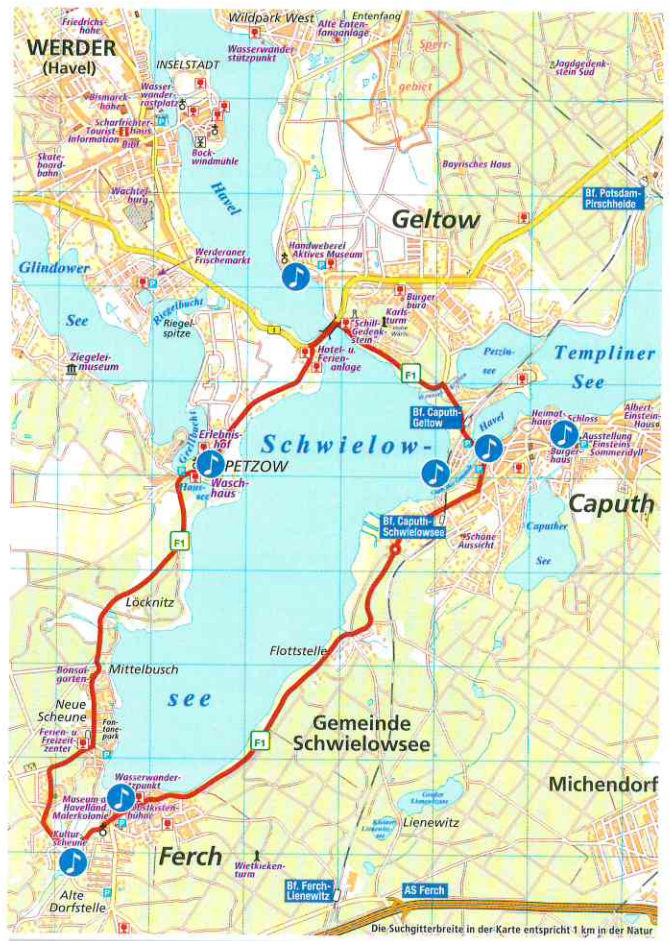 Friedrichs-
höhe
WERDER
(Havel)
Wildpark West
Entenfang
Alte Enten-
fanganlage
Wasserwander-
stützpunkt
INSELSTADT
Sperr-
gebiet
Jagdgedenk-
stein Süd
Wasser-
wander-
rastplatz
Bismarck-
höhe
Scharfrichter-
haus
Tourist-
Information
Bibl.
Bock-
windmühle
Skate-
board-
bahn
Bayrisches Haus
Wachtel-
burg
Havel
Bf. Potsdam-
Pirschheide
Geltow
Handweberei
Aktives Museum
Werderaner
Frischemarkt
Glindower
See
Riegelbucht
Riegel-
spitze
Burger
burg
Karls-
turm
Schill-
Gedenk-
stein
Hotel- u.
Ferien-
anlage
Ziegelei-
museum
Petzin-
see
Templiner
See
F1
Bf. Caputh-
Geltow
Havel
Heimat-
haus
Schloss
Albert-
Einstein-
Haus
Ausstellung
Einsteins
Sommeridyll
Bürger-
haus
Grellbucht
Erlebnis-
hof
PETZOW
Wasch-
haus
Haus-
see
Schwielow-
Caputh
Bf. Caputh-
Schwielowsee
Schöne
Aussicht
Caputher
See
F1
Löcknitz
Flottstelle
Bonsai-
garten
Mittelbusch
see
Neue
Scheune
Fon-
tane-
park
Ferien- u.
Freizeit-
zenter
Gemeinde
Schwielowsee
F1
Michendorf
Wasserwander-
Museum d.
Havelländ.
Malerkolonie
Kultur-
scheune
Großer
Lienewitzsee
Lienewitz
Ferch
Wietkieken-
turm
Alte
Dorfstelle
Bf. Ferch-
Lienewitz
AS Ferch
Die Suchgitterbreite in der Karte entspricht 1 km in der Natur